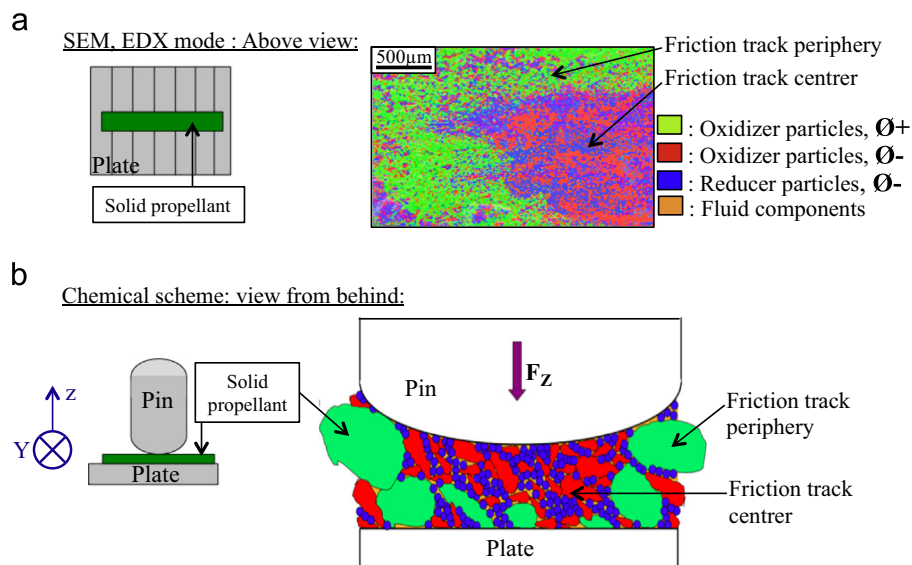 a
SEM, EDX mode : Above view:
Plate
Solid propellant
500µm
Friction track periphery
Friction track centrer
: Oxidizer particles, Ø+
: Oxidizer particles, Ø-
: Reducer particles, Ø-
: Fluid components
b
Chemical scheme: view from behind:
z
Y
Pin
Plate
Solid
propellant
Pin
FZ
Plate
Friction track
periphery
Friction track
centrer